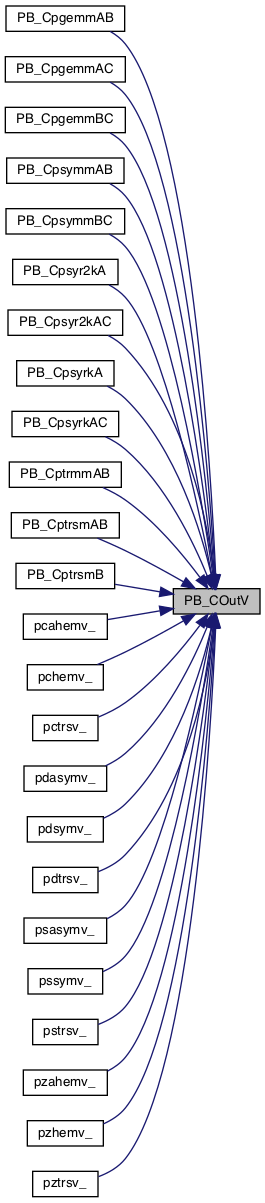 PB_CpgemmAB
PB_CpgemmAC
PB_CpgemmBC
PB_CpsymmAB
PB_CpsymmBC
PB_Cpsyr2kA
PB_Cpsyr2kAC
PB_CpsyrkA
PB_CpsyrkAC
PB_CptrmmAB
PB_CptrsmAB
PB_CptrsmB
PB_COutV
pcahemv_
pchemv_
pctrsv_
pdasymv_
pdsymv_
pdtrsv_
psasymv_
pssymv_
pstrsv_
pzahemv_
pzhemv_
pztrsv_